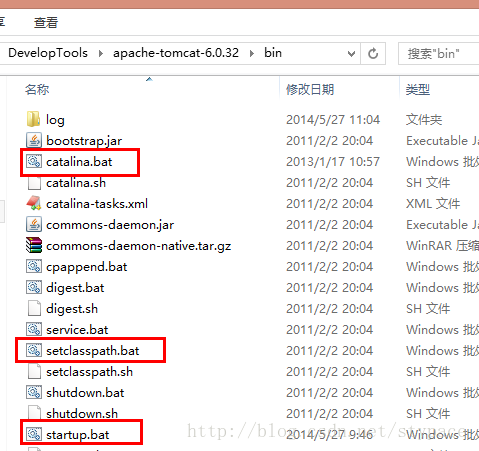 享 查看
DevelopTools ▸ apache-tomcat-6.0.32 ▸ bin 搜索"bin"
名称 修改日期 类型
log 2014/5/27 11:04 文件夹
bootstrap.jar 2011/2/2 20:04 Executable Ja
catalina.bat 2013/1/17 10:57 Windows 批处
catalina.sh 2011/2/2 20:04 SH 文件
catalina-tasks.xml 2011/2/2 20:04 XML 文件
commons-daemon.jar 2011/2/2 20:04 Executable Ja
commons-daemon-native.tar.gz 2011/2/2 20:04 WinRAR 压缩
cpappend.bat 2011/2/2 20:04 Windows 批处
digest.bat 2011/2/2 20:04 Windows 批处
digest.sh 2011/2/2 20:04 SH 文件
service.bat 2011/2/2 20:04 Windows 批处
setclasspath.bat 2011/2/2 20:04 Windows 批处
setclasspath.sh 2011/2/2 20:04 SH 文件
shutdown.bat 2011/2/2 20:04 Windows 批处
shutdown.sh 2011/2/2 20:04 SH 文件
startup.bat 2014/5/27 9:46 Windows 批处